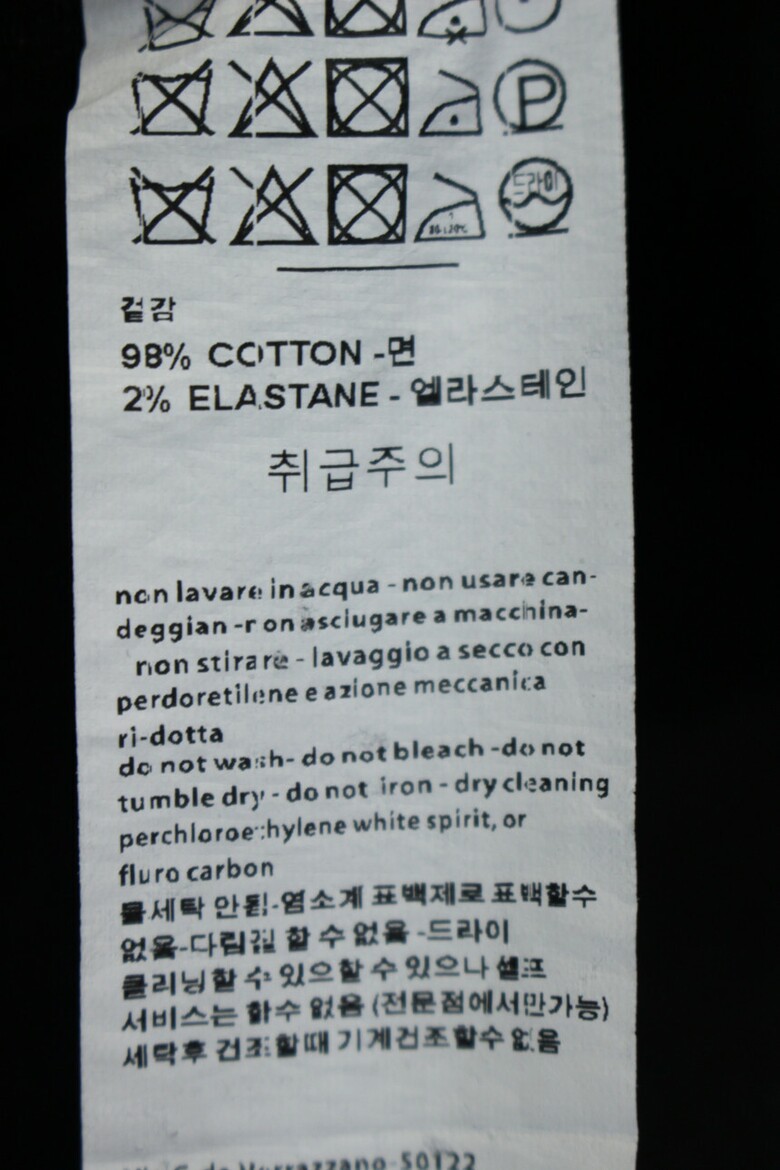 P
드라이
겉감
98% COTTON -면
2% ELASTANE - 엘라스테인
취급주의
non lavare in acqua - non usare can-
deggian -non asciugare a macchina-
non stirare - lavaggio a secco con
perdoretilene e azione meccanica
ri-dotta
do not wash- do not bleach -do not
tumble dry - do not iron - dry cleaning
perchloroethylene white spirit, or
fluro carbon
물세탁 안됨-염소계 표백제로 표백할수
없음-다림질 할 수 없음 -드라이
클리닝할 수 있으할 수 있으나 셀프
서비스는 할수 없음 (전문점에서만가능)
세탁후 건조할때 기계건조할수 없음
Verrazzano-50122